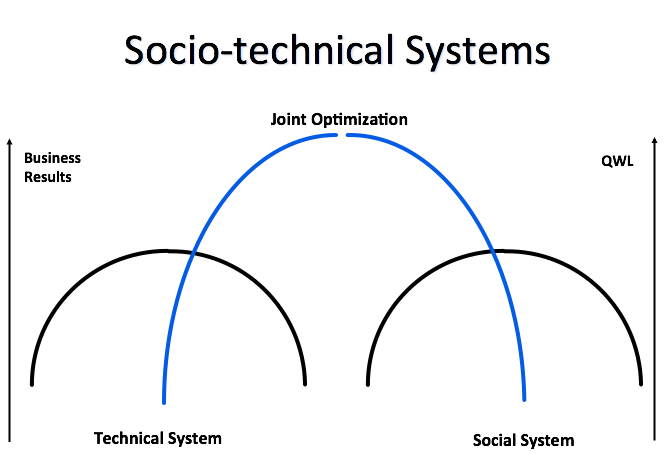 Socio-technical Systems
Joint Optimization
Business
Results
QWL
Technical System
Social System